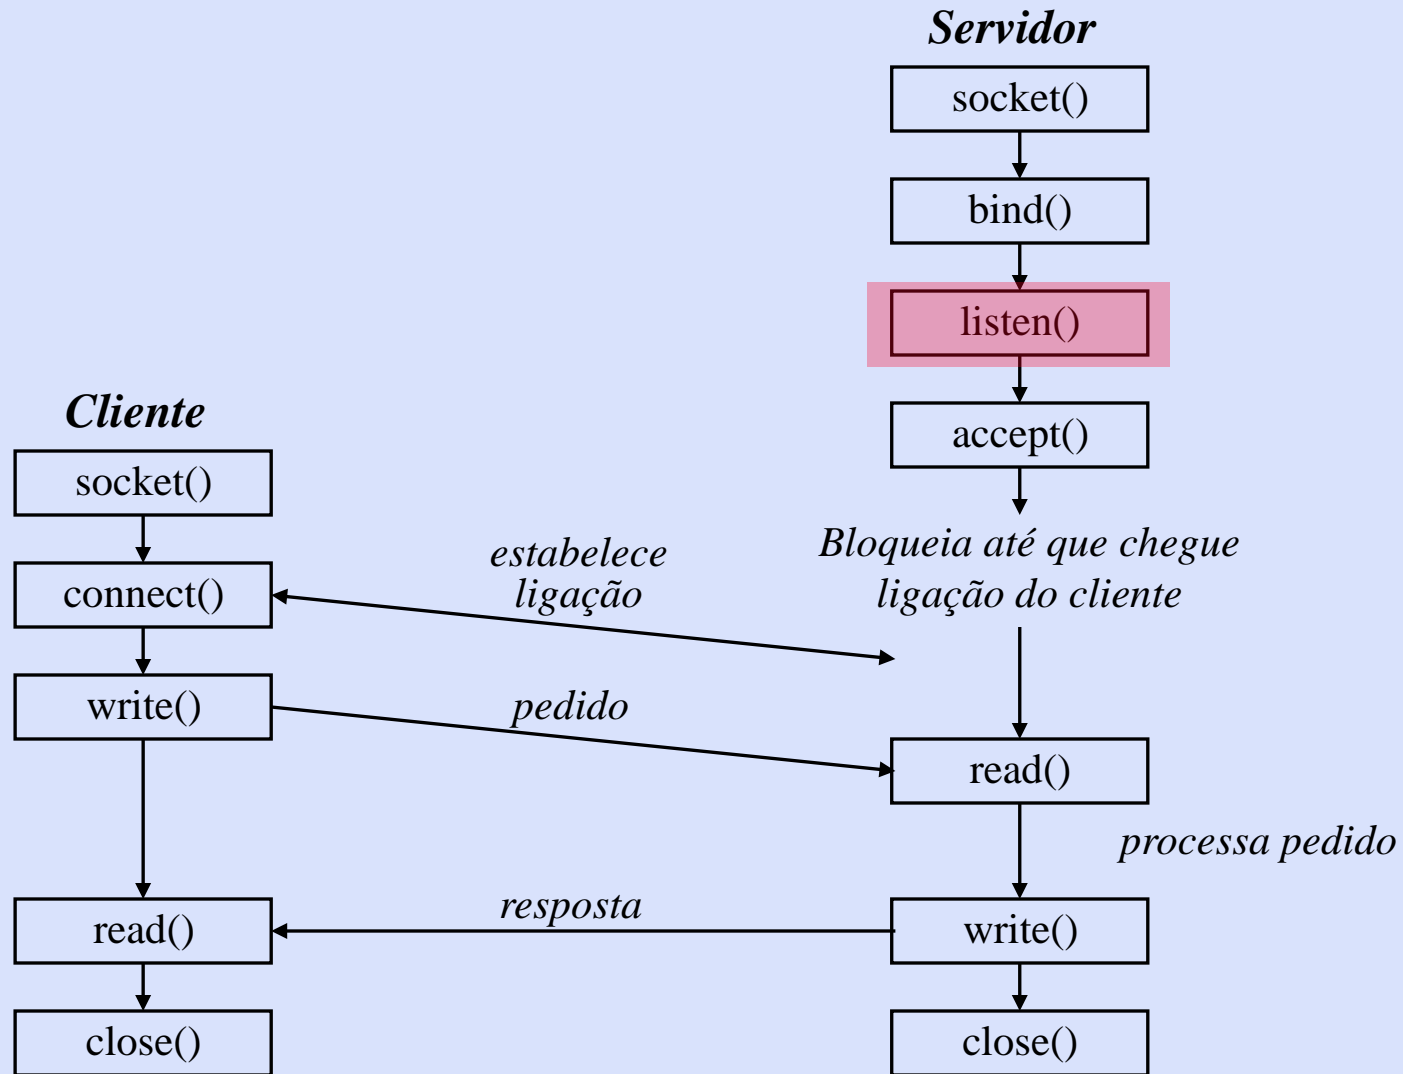 Servidor
socket()
bind()
listen()
accept()
Bloqueia até que chegue
ligação do cliente
read()
processa pedido
write()
close()
Cliente
socket()
connect()
write()
read()
close()
estabelece
ligação
pedido
resposta